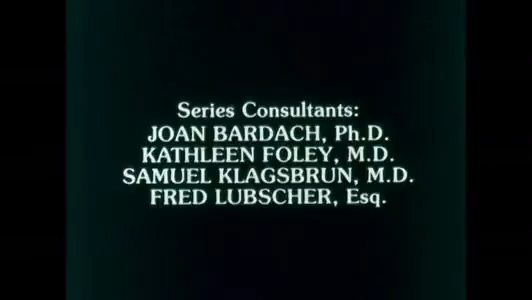 Series Consultants:
JOAN BARDACH, Ph.D.
KATHLEEN FOLEY, M.D.
SAMUEL KLAGSBRUN, M.D.
FRED LUBSCHER, Esq.